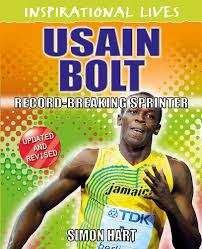 INSPIRATIONAL LIVES
USAIN
BOLT
RECORD-BREAKING SPRINTER
UPDATED AND
REVISED
Jamaica
TDK
SIMON HART